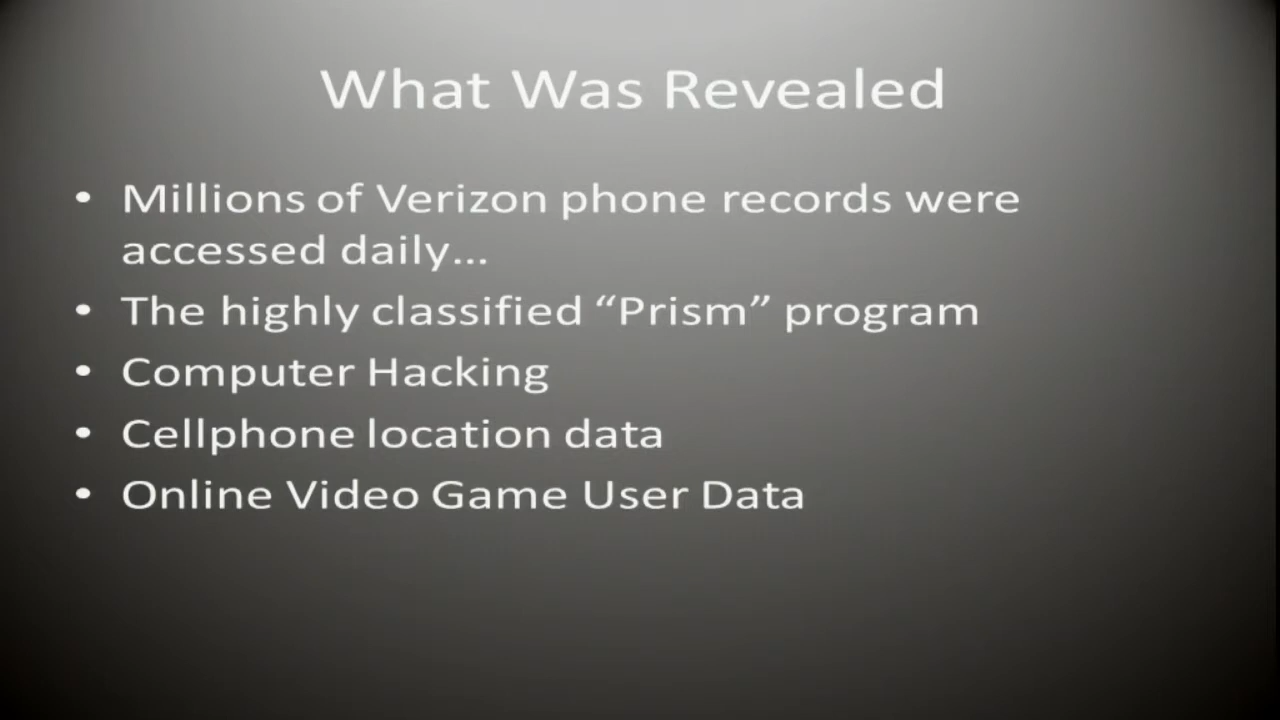 What Was Revealed
• Millions of Verizon phone records were
accessed daily...
• The highly classified “Prism” program
• Computer Hacking
• Cellphone location data
• Online Video Game User Data